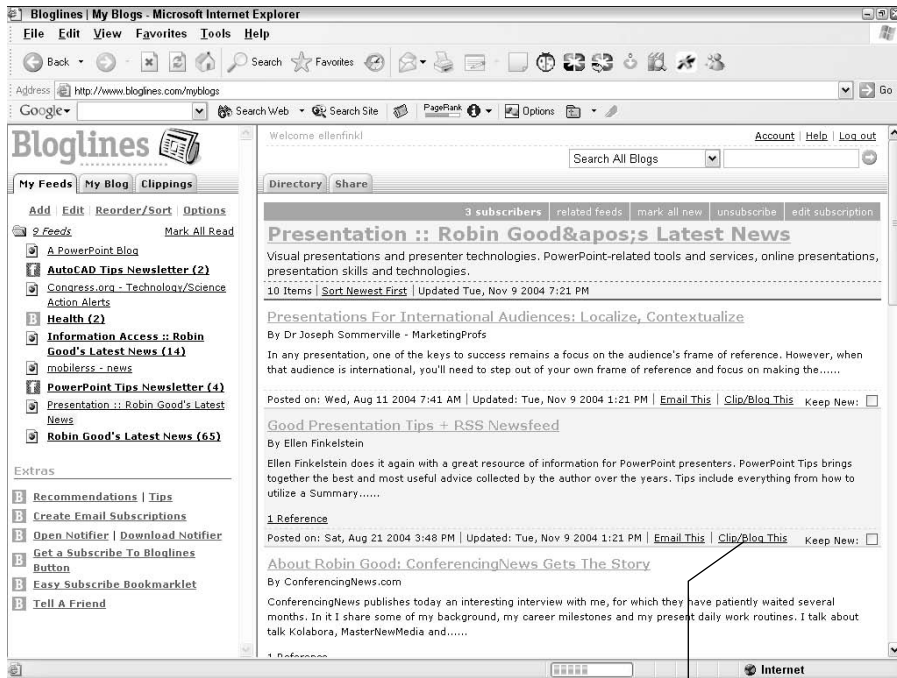 Bloglines | My Blogs - Microsoft Internet Explorer
File Edit View Favorites Tools Help
Back Search Favorites
Address http://www.bloglines.com/myblogs Go
Google Search Web Search Site PageRank Options
Bloglines
My Feeds My Blog Clippings
Add | Edit | Reorder/Sort | Options
9 Feeds Mark All Read
A PowerPoint Blog
AutoCAD Tips Newsletter (2)
Congress.org - Technology/Science
Action Alerts
Health (2)
Information Access :: Robin
Good's Latest News (14)
mobilerss - news
PowerPoint Tips Newsletter (4)
Presentation :: Robin Good's Latest
News
Robin Good's Latest News (65)
Extras
Recommendations | Tips
Create Email Subscriptions
Open Notifier | Download Notifier
Get a Subscribe To Bloglines
Button
Easy Subscribe Bookmarklet
Tell A Friend
Welcome ellenfinkl Account | Help | Log out
Search All Blogs
Directory Share
3 subscribers | related feeds | mark all new | unsubscribe | edit subscription
Presentation :: Robin Good&apos;s Latest News
Visual presentations and presenter technologies. PowerPoint-related tools and services, online presentations,
presentation skills and technologies.
10 Items | Sort Newest First | Updated Tue, Nov 9 2004 7:21 PM
Presentations For International Audiences: Localize, Contextualize
By Dr Joseph Sommerville - MarketingProfs
In any presentation, one of the keys to success remains a focus on the audience's frame of reference. However, when
that audience is international, you'll need to step out of your own frame of reference and focus on making the......
Posted on: Wed, Aug 11 2004 7:41 AM | Updated: Tue, Nov 9 2004 1:21 PM | Email This | Clip/Blog This Keep New:
Good Presentation Tips + RSS Newsfeed
By Ellen Finkelstein
Ellen Finkelstein does it again with a great resource of information for PowerPoint presenters. PowerPoint Tips brings
together the best and most useful advice collected by the author over the years. Tips include everything from how to
utilize a Summary......
1 Reference
Posted on: Sat, Aug 21 2004 3:48 PM | Updated: Tue, Nov 9 2004 1:21 PM | Email This | Clip/Blog This Keep New:
About Robin Good: ConferencingNews Gets The Story
By ConferencingNews.com
ConferencingNews publishes today an interesting interview with me, for which they have patiently waited several
months. In it I share some of my background, my career milestones and my present daily work routines. I talk about
talk Kolabora, MasterNewMedia and......
1 Reference
Internet